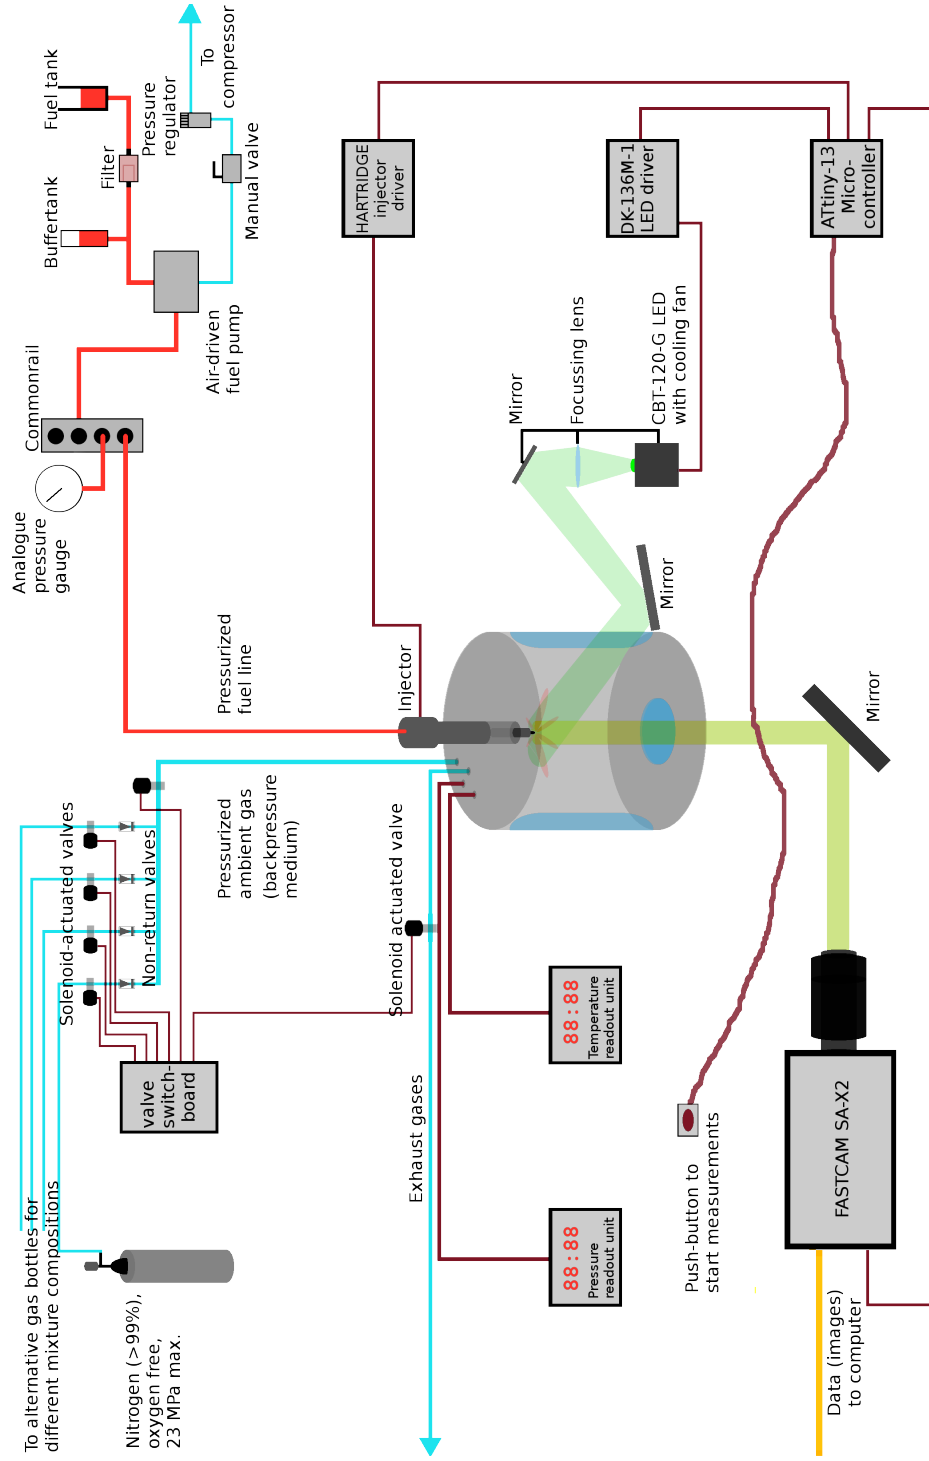 To alternative gas bottles for
different mixture compositions
Nitrogen (>99%),
oxygen free,
23 MPa max.
valve
switch-
board
Solenoid-actuated valves
Non-return valves
Pressurized
ambient gas
(backpressure
medium)
Pressurized
fuel line
Analogue
pressure
gauge
Commonrail
Air-driven
fuel pump
Buffertank
Filter
Fuel tank
Pressure
regulator
Manual valve
To
compressor
Exhaust gases
Solenoid actuated valve
Injector
HARTRIDGE
injector
driver
88:88
Pressure
readout unit
88:88
Temperature
readout unit
Mirror
Focussing lens
CBT-120-G LED
with cooling fan
Mirror
DK-136M-1
LED driver
Push-button to
start measurements
ATtiny-13
Micro-
controller
Data (images)
to computer
FASTCAM SA-X2
Mirror